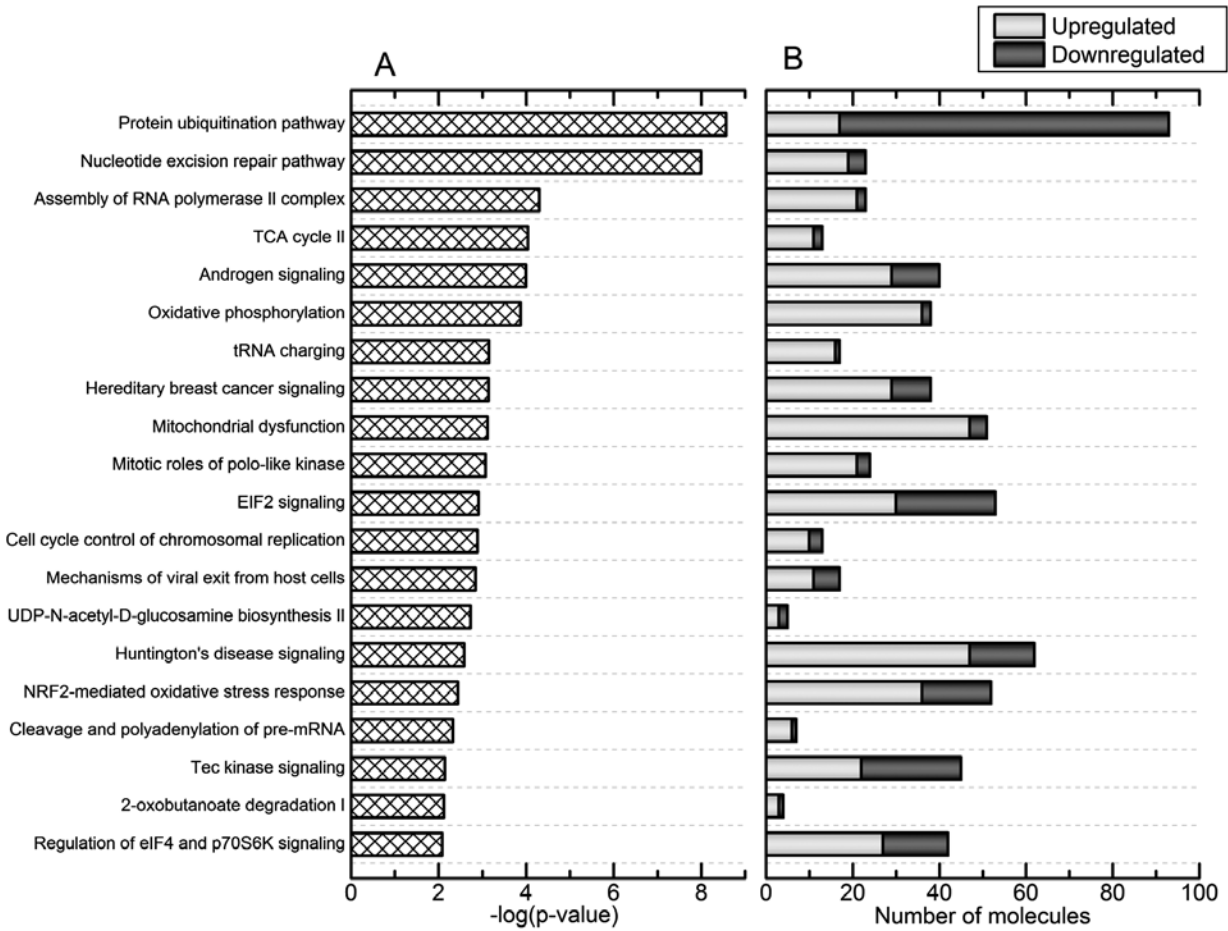 Upregulated
Downregulated
A
B
Protein ubiquitination pathway
Nucleotide excision repair pathway
Assembly of RNA polymerase II complex
TCA cycle II
Androgen signaling
Oxidative phosphorylation
tRNA charging
Hereditary breast cancer signaling
Mitochondrial dysfunction
Mitotic roles of polo-like kinase
EIF2 signaling
Cell cycle control of chromosomal replication
Mechanisms of viral exit from host cells
UDP-N-acetyl-D-glucosamine biosynthesis II
Huntington's disease signaling
NRF2-mediated oxidative stress response
Cleavage and polyadenylation of pre-mRNA
Tec kinase signaling
2-oxobutanoate degradation I
Regulation of eIF4 and p70S6K signaling
0 2 4 6 8
0 20 40 60 80 100
-log(p-value)
Number of molecules